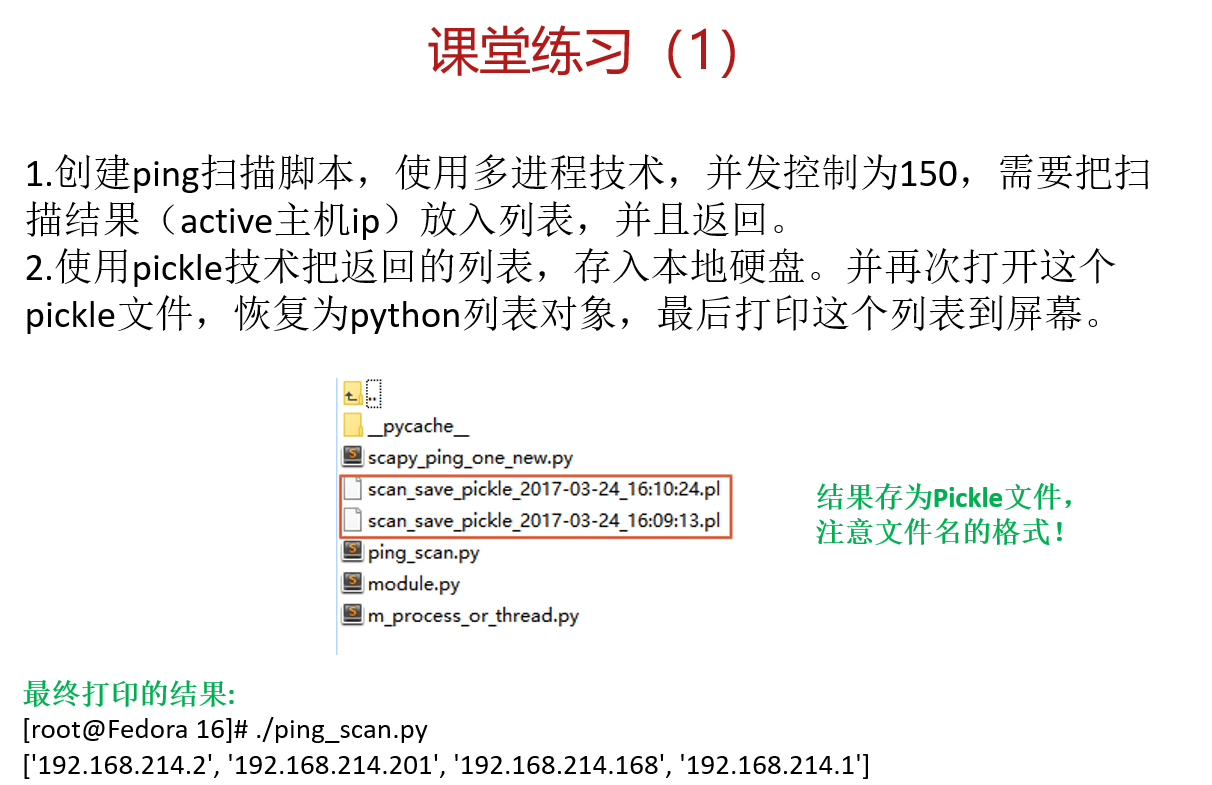 课堂练习（1）
1.创建ping扫描脚本，使用多进程技术，并发控制为150，需要把扫
描结果（active主机ip）放入列表，并且返回。
2.使用pickle技术把返回的列表，存入本地硬盘。并再次打开这个
pickle文件，恢复为python列表对象，最后打印这个列表到屏幕。
..
__pycache__
scapy_ping_one_new.py
scan_save_pickle_2017-03-24_16:10:24.pl
scan_save_pickle_2017-03-24_16:09:13.pl
ping_scan.py
module.py
m_process_or_thread.py
结果存为Pickle文件，
注意文件名的格式！
最终打印的结果:
[root@Fedora 16]# ./ping_scan.py
['192.168.214.2', '192.168.214.201', '192.168.214.168', '192.168.214.1']